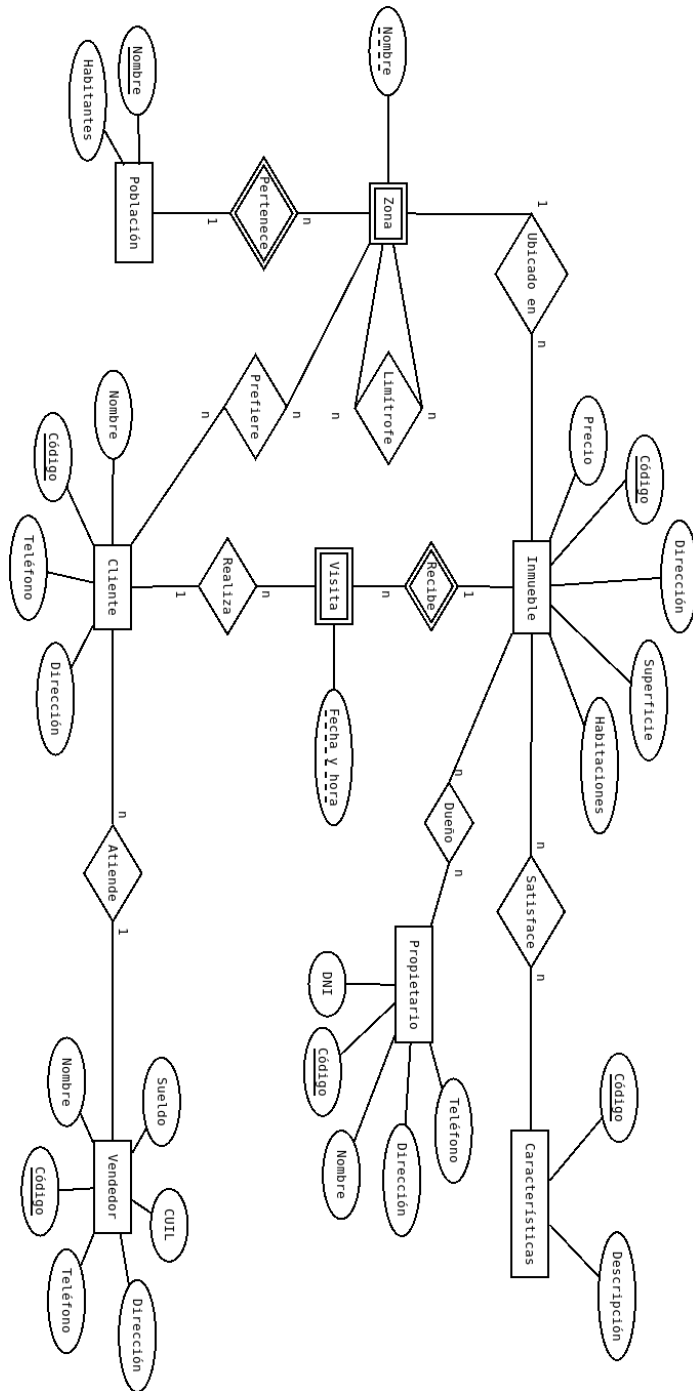 Dirección
Código
Superficie
Código
Descripción
Precio
Habitaciones
1
Ubicado en
n
Inmueble
n
Satisface
n
Características
1
Recibe
n
n
Dueño
n
Propietario
Teléfono
Dirección
Nombre
Código
DNI
Nombre
Zona
Limítrofe
n
n
Visita
Fecha y hora
n
Pertenece
1
n
Prefiere
n
n
Realiza
1
Población
Nombre
Habitantes
Nombre
Código
Teléfono
Dirección
Cliente
n
Atiende
1
Vendedor
Sueldo
CUIL
Dirección
Nombre
Código
Teléfono